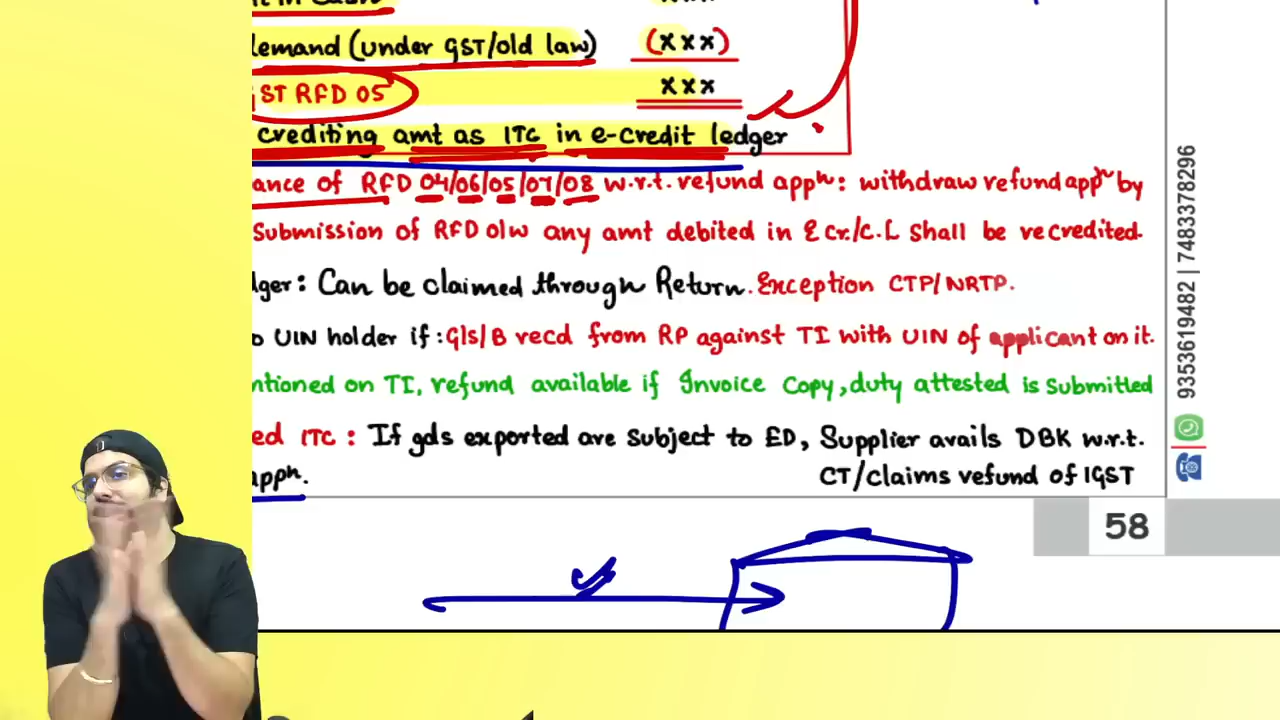 demand (under GST/old law) (xxx)
ST RFD 05 xxx
crediting amt as ITC in e-credit ledger
ance of RFD 04/06/05/07/08 w.r.t. refund appⁿ: withdraw refund appⁿ by
Submission of RFD 01W any amt debited in E Cr./C.L Shall be recredited.
dger: Can be claimed through Return. Exception CTP/NRTP.
o UIN holder if: G/s/B recd from RP against TI with UIN of applicant on it.
ntioned on TI, refund available if Invoice Copy, duty attested is Submitted
ed ITC: If gds exported are Subject to ED, Supplier avails DBK w.r.t.
appⁿ. CT/claims refund of IGST
58
9353619482 | 7483378296